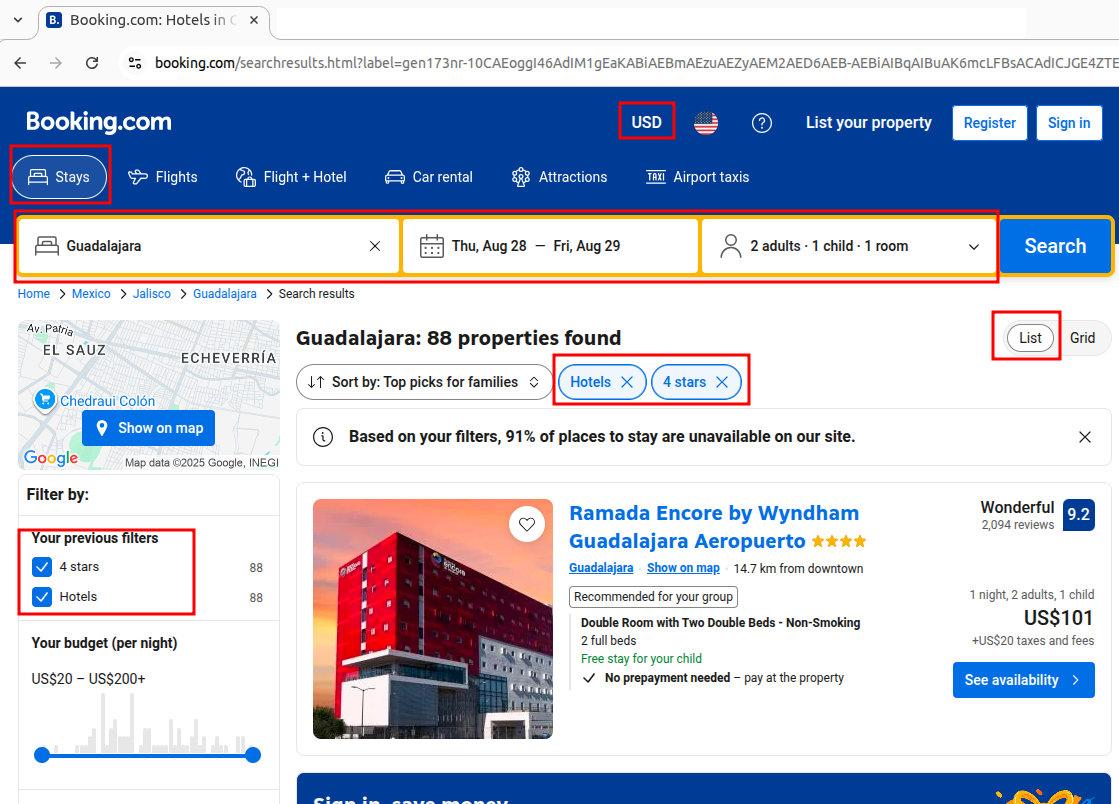 Booking.com: Hotels in
booking.com/searchresults.html?label=gen173nr-10CAEoggI46AdIM1gEaKABiAEBmAEzuAEZyAEM2AED6AEB-AEBiAIBqAIBuAK6mcLFBsACAdICJGE4ZTE
Booking.com
USD
List your property
Register
Sign in
Stays
Flights
Flight + Hotel
Car rental
Attractions
TAXI
Airport taxis
Guadalajara
Thu, Aug 28 — Fri, Aug 29
2 adults · 1 child · 1 room
Search
Home > Mexico > Jalisco > Guadalajara > Search results
Av. Patria
EL SAUZ
ECHEVERRÍA
Chedraui Colón
Show on map
Google
Map data ©2025 Google, INEGI
Guadalajara: 88 properties found
List
Grid
Sort by: Top picks for families
Hotels
4 stars
Based on your filters, 91% of places to stay are unavailable on our site.
Filter by:
Your previous filters
4 stars 88
Hotels 88
Your budget (per night)
US$20 – US$200+
Ramada Encore by Wyndham
Guadalajara Aeropuerto
Guadalajara · Show on map · 14.7 km from downtown
Recommended for your group
Double Room with Two Double Beds - Non-Smoking
2 full beds
Free stay for your child
No prepayment needed – pay at the property
Wonderful
2,094 reviews
9.2
1 night, 2 adults, 1 child
US$101
+US$20 taxes and fees
See availability
Sign in, save money